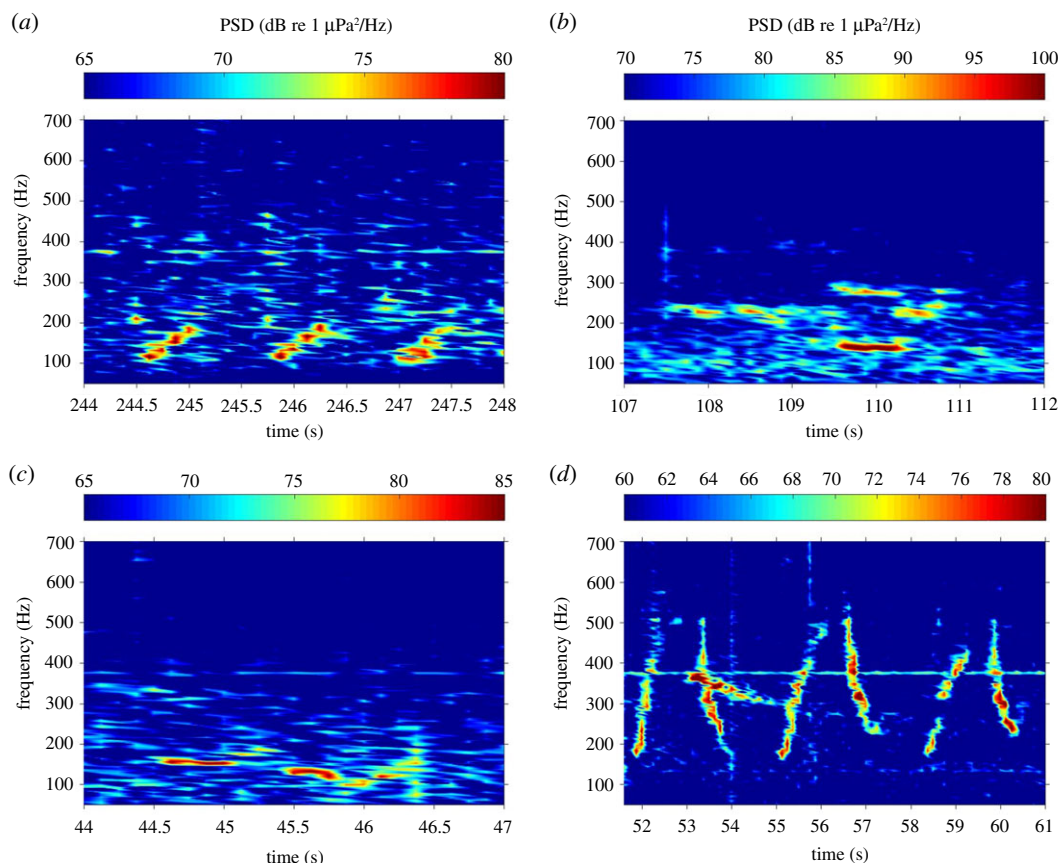 (a) PSD (dB re 1 µPa²/Hz)
65 70 75 80
700
600
500
400
300
200
100
frequency (Hz)
244 244.5 245 245.5 246 246.5 247 247.5 248
time (s)
(b) PSD (dB re 1 µPa²/Hz)
70 75 80 85 90 95 100
700
600
500
400
300
200
100
frequency (Hz)
107 108 109 110 111 112
time (s)
(c)
65 70 75 80 85
700
600
500
400
300
200
100
frequency (Hz)
44 44.5 45 45.5 46 46.5 47
time (s)
(d)
60 62 64 66 68 70 72 74 76 78 80
700
600
500
400
300
200
100
frequency (Hz)
52 53 54 55 56 57 58 59 60 61
time (s)